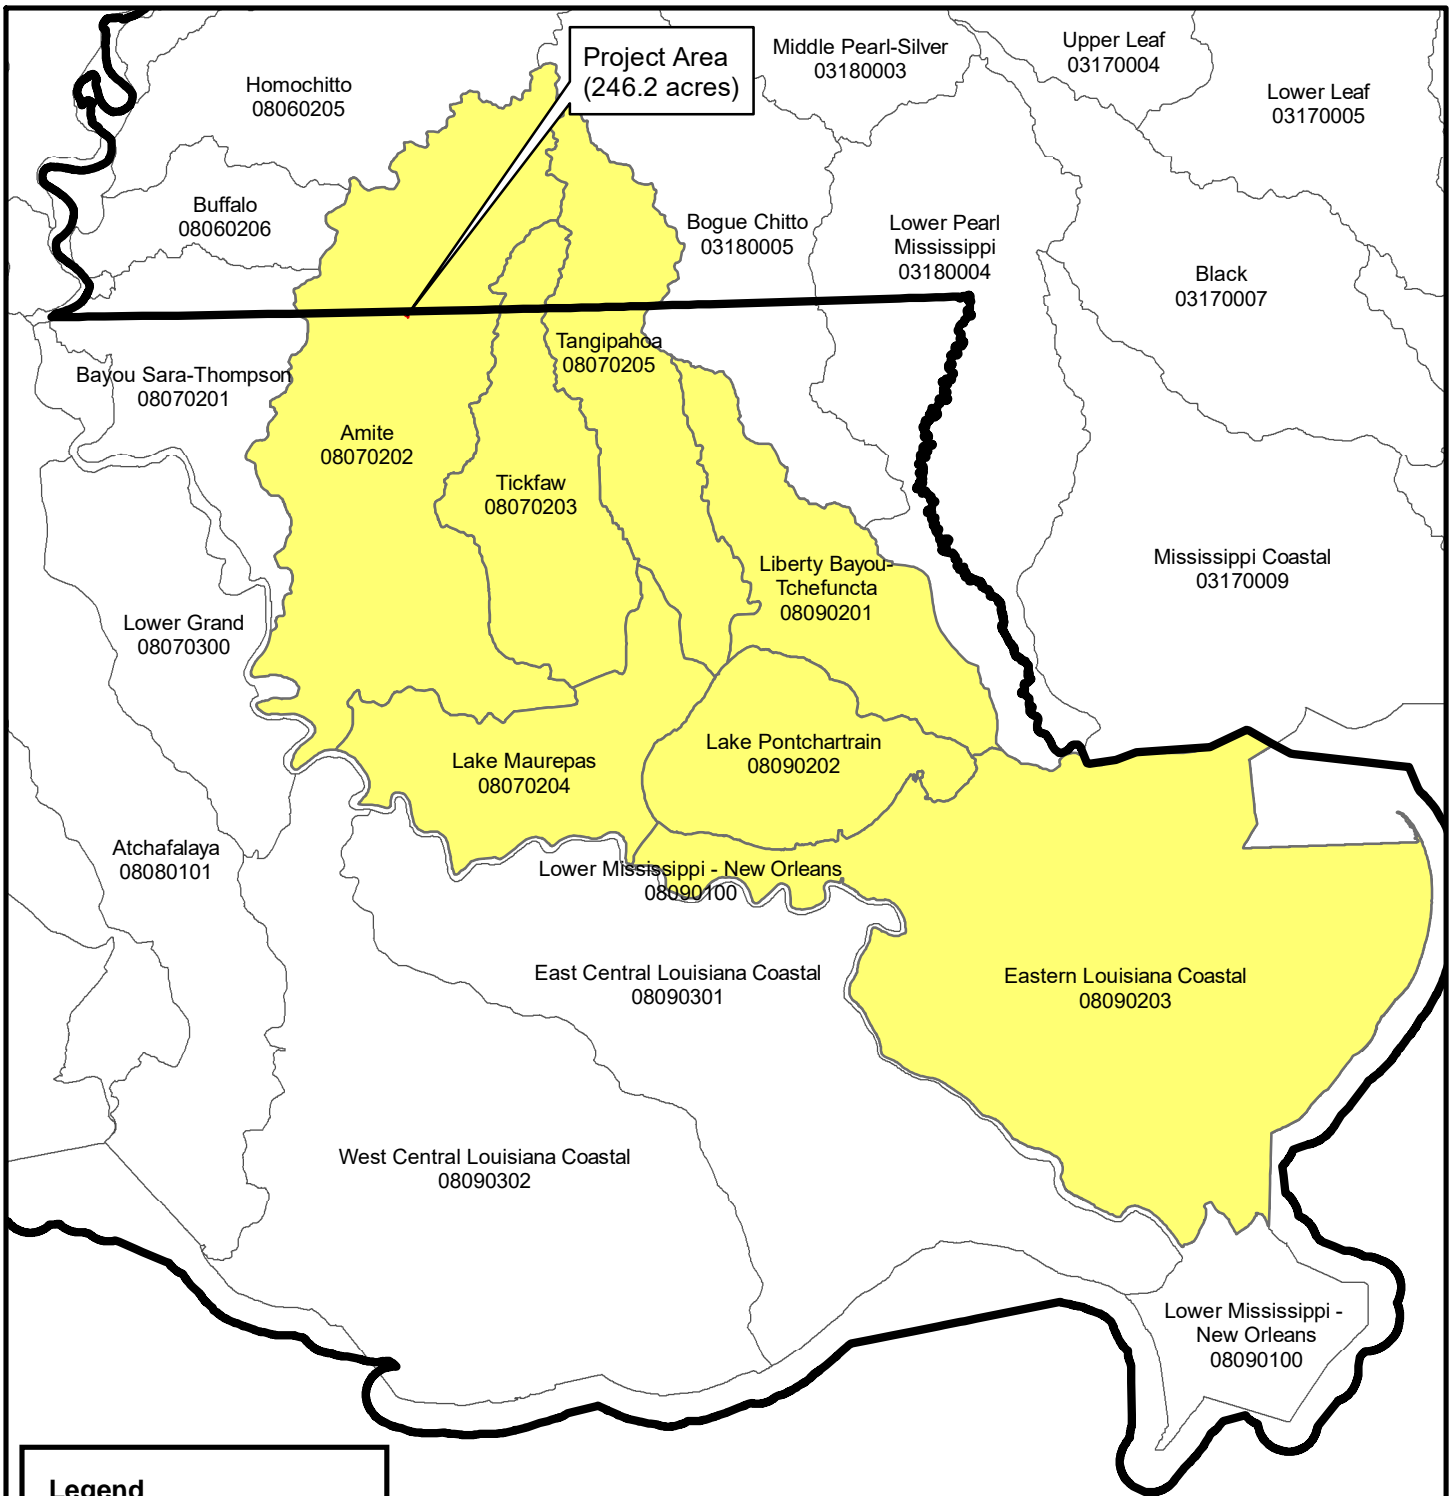 Project Area
(246.2 acres)
Middle Pearl-Silver
03180003
Upper Leaf
03170004
Lower Leaf
03170005
Homochitto
08060205
Buffalo
08060206
Bogue Chitto
03180005
Lower Pearl
Mississippi
03180004
Black
03170007
Tangipahoa
08070205
Bayou Sara-Thompson
08070201
Amite
08070202
Tickfaw
08070203
Liberty Bayou-
Tchefuncta
08090201
Mississippi Coastal
03170009
Lower Grand
08070300
Lake Maurepas
08070204
Lake Pontchartrain
08090202
Atchafalaya
08080101
Lower Mississippi - New Orleans
08090100
East Central Louisiana Coastal
08090301
Eastern Louisiana Coastal
08090203
West Central Louisiana Coastal
08090302
Lower Mississippi -
New Orleans
08090100
Legend